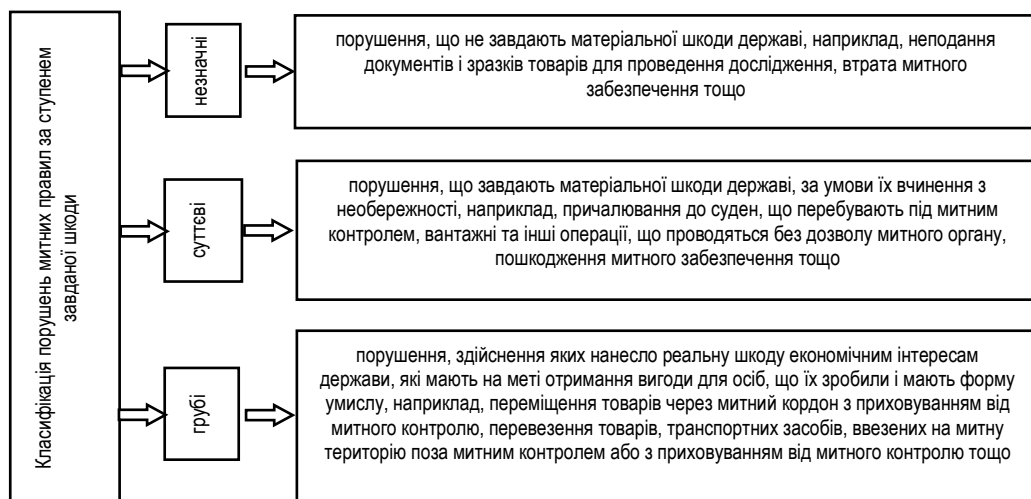 Класифікація порушень митних правил за ступенем
завданої шкоди
незначні
порушення, що не завдають матеріальної шкоди державі, наприклад, неподання
документів і зразків товарів для проведення дослідження, втрата митного
забезпечення тощо
суттєві
порушення, що завдають матеріальної шкоди державі, за умови їх вчинення з
необережності, наприклад, причалювання до суден, що перебувають під митним
контролем, вантажні та інші операції, що проводяться без дозволу митного органу,
пошкодження митного забезпечення тощо
грубі
порушення, здійснення яких нанесло реальну шкоду економічним інтересам
держави, які мають на меті отримання вигоди для осіб, що їх зробили і мають форму
умислу, наприклад, переміщення товарів через митний кордон з приховуванням від
митного контролю, перевезення товарів, транспортних засобів, ввезених на митну
територію поза митним контролем або з приховуванням від митного контролю тощо